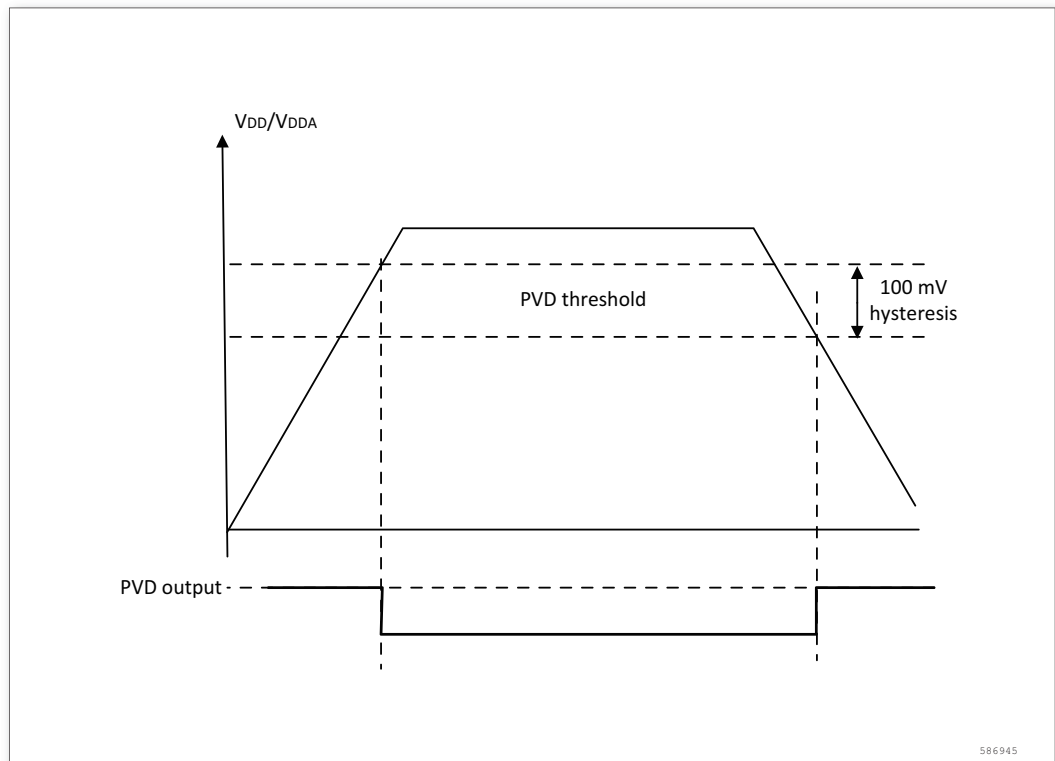 VDD/VDDA
PVD threshold
100 mV
hysteresis
PVD output
586945